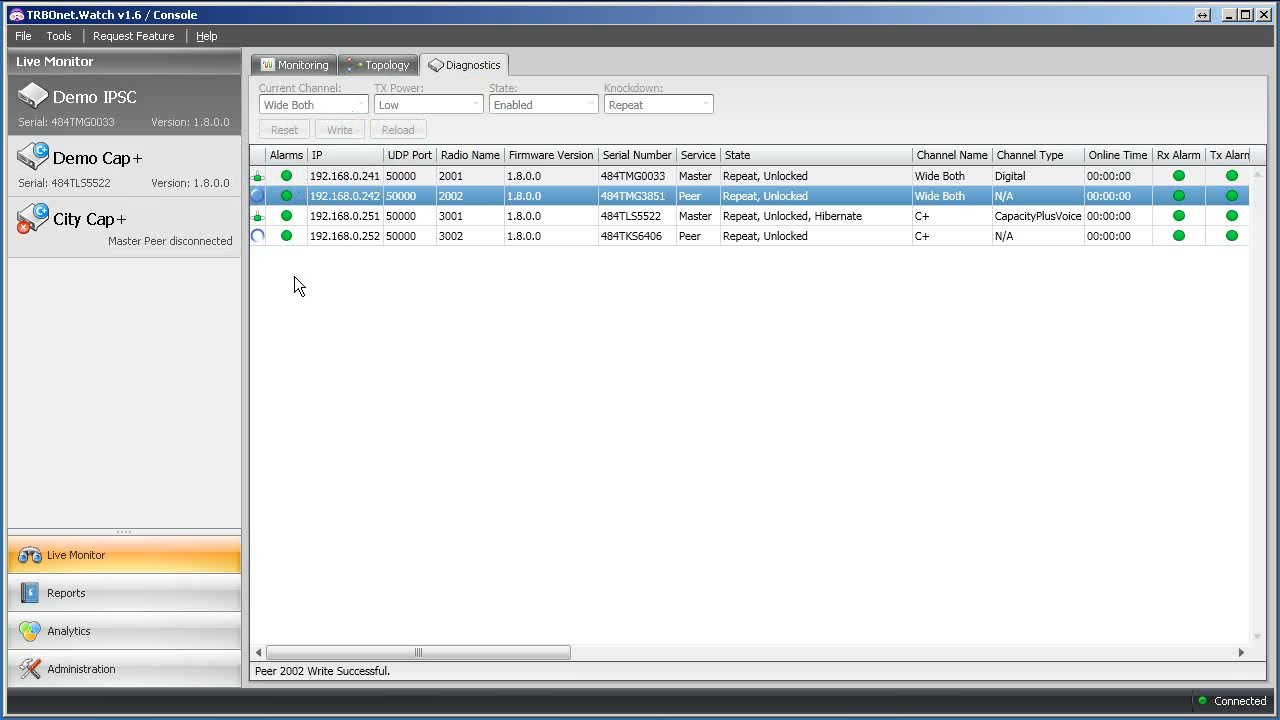 TRBOnet.Watch v1.6 / Console
File Tools Request Feature Help
Live Monitor
Demo IPSC
Serial: 484TMG0033 Version: 1.8.0.0
Demo Cap+
Serial: 484TLS5522 Version: 1.8.0.0
City Cap+
Master Peer disconnected
Live Monitor
Reports
Analytics
Administration
Monitoring Topology Diagnostics
Current Channel: TX Power: State: Knockdown:
Wide Both Low Enabled Repeat
Reset Write Reload
Alarms IP UDP Port Radio Name Firmware Version Serial Number Service State Channel Name Channel Type Online Time Rx Alarm Tx Alarm
192.168.0.241 50000 2001 1.8.0.0 484TMG0033 Master Repeat, Unlocked Wide Both Digital 00:00:00
192.168.0.242 50000 2002 1.8.0.0 484TMG3851 Peer Repeat, Unlocked Wide Both N/A 00:00:00
192.168.0.251 50000 3001 1.8.0.0 484TLS5522 Master Repeat, Unlocked, Hibernate C+ CapacityPlusVoice 00:00:00
192.168.0.252 50000 3002 1.8.0.0 484TKS6406 Peer Repeat, Unlocked C+ N/A 00:00:00
Peer 2002 Write Successful.
Connected